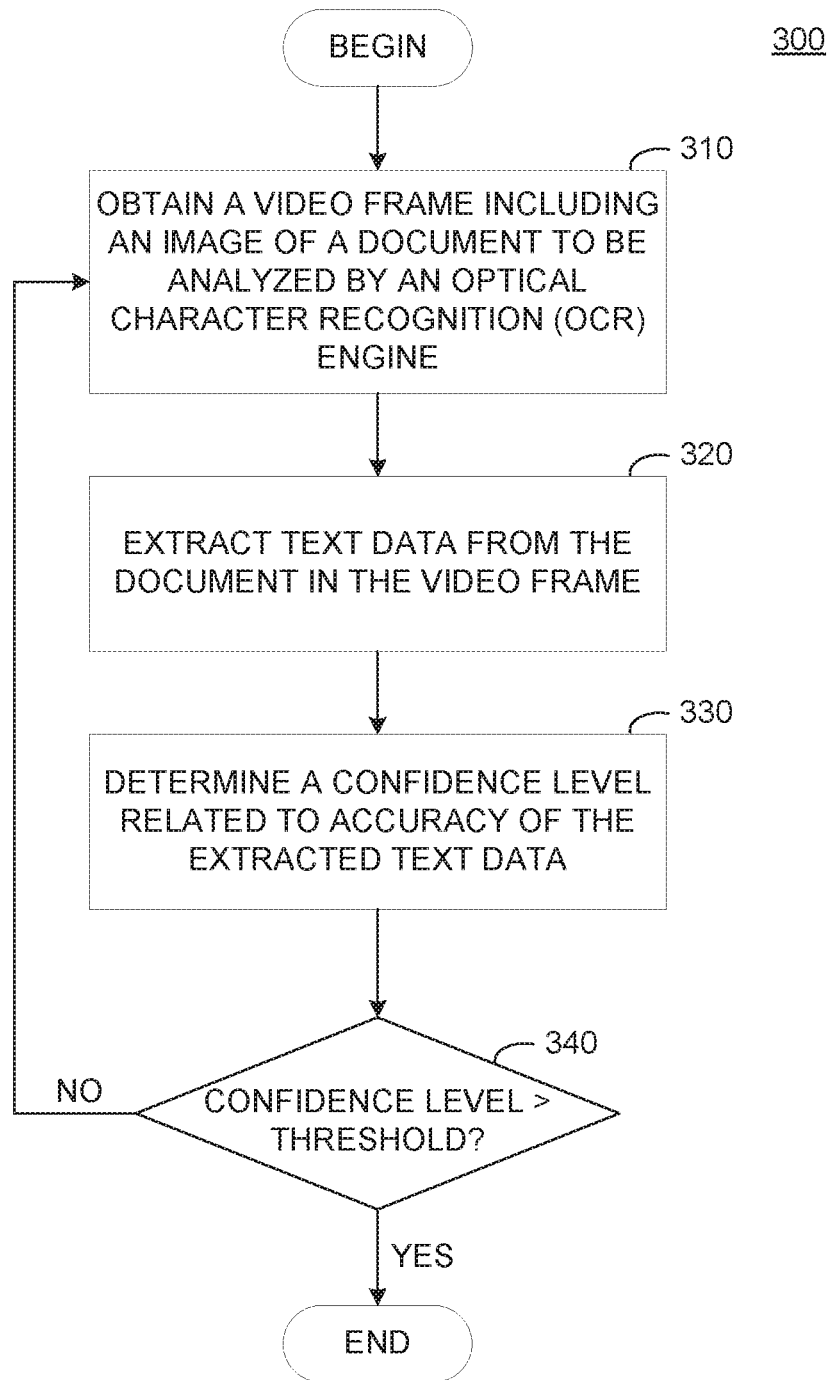 BEGIN
300
310
OBTAIN A VIDEO FRAME INCLUDING
AN IMAGE OF A DOCUMENT TO BE
ANALYZED BY AN OPTICAL
CHARACTER RECOGNITION (OCR)
ENGINE
320
EXTRACT TEXT DATA FROM THE
DOCUMENT IN THE VIDEO FRAME
330
DETERMINE A CONFIDENCE LEVEL
RELATED TO ACCURACY OF THE
EXTRACTED TEXT DATA
340
NO
CONFIDENCE LEVEL >
THRESHOLD?
YES
END